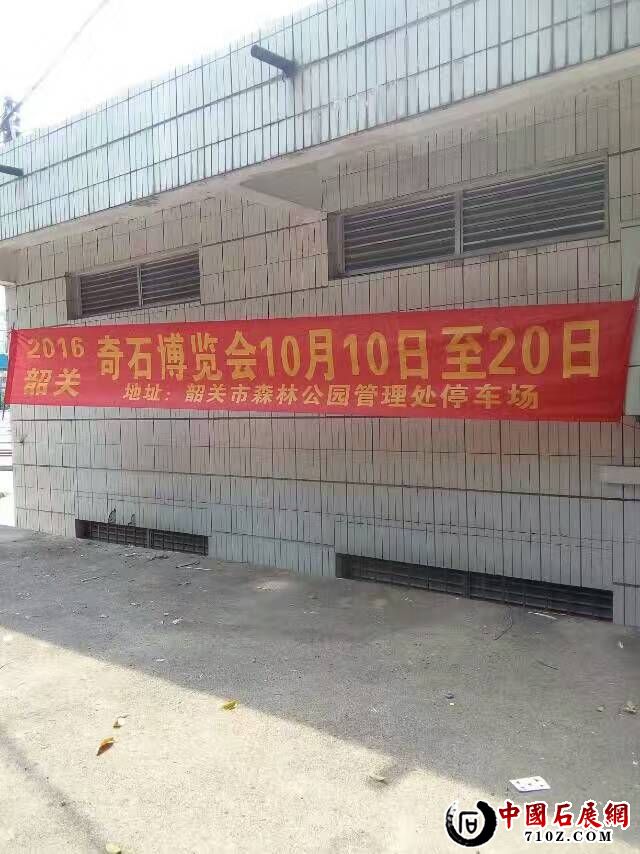 2016 韶关
奇石博览会10月10日至20日
地址：韶关市森林公园管理处停车场
中國石展網
71OZ.COM